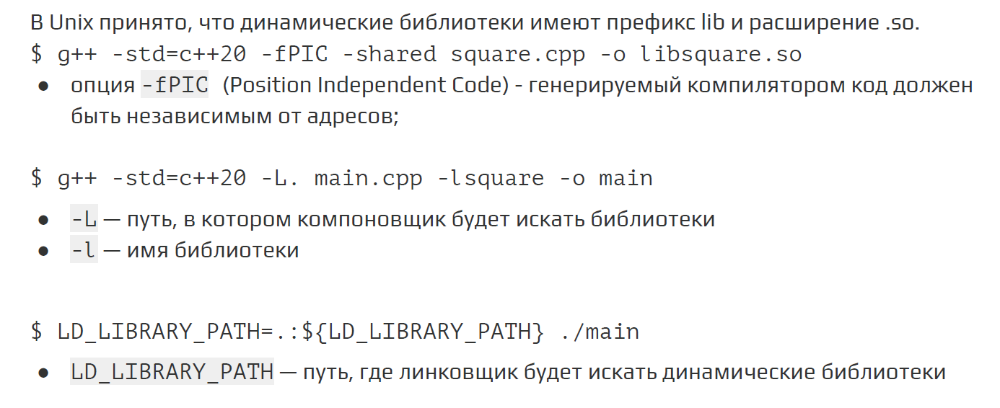 В Unix принято, что динамические библиотеки имеют префикс lib и расширение .so.
$ g++ -std=c++20 -fPIC -shared square.cpp -o libsquare.so
● опция -fPIC (Position Independent Code) - генерируемый компилятором код должен
быть независимым от адресов;
$ g++ -std=c++20 -L. main.cpp -lsquare -o main
● -L — путь, в котором компоновщик будет искать библиотеки
● -l — имя библиотеки
$ LD_LIBRARY_PATH=.:${LD_LIBRARY_PATH} ./main
● LD_LIBRARY_PATH — путь, где линковщик будет искать динамические библиотеки